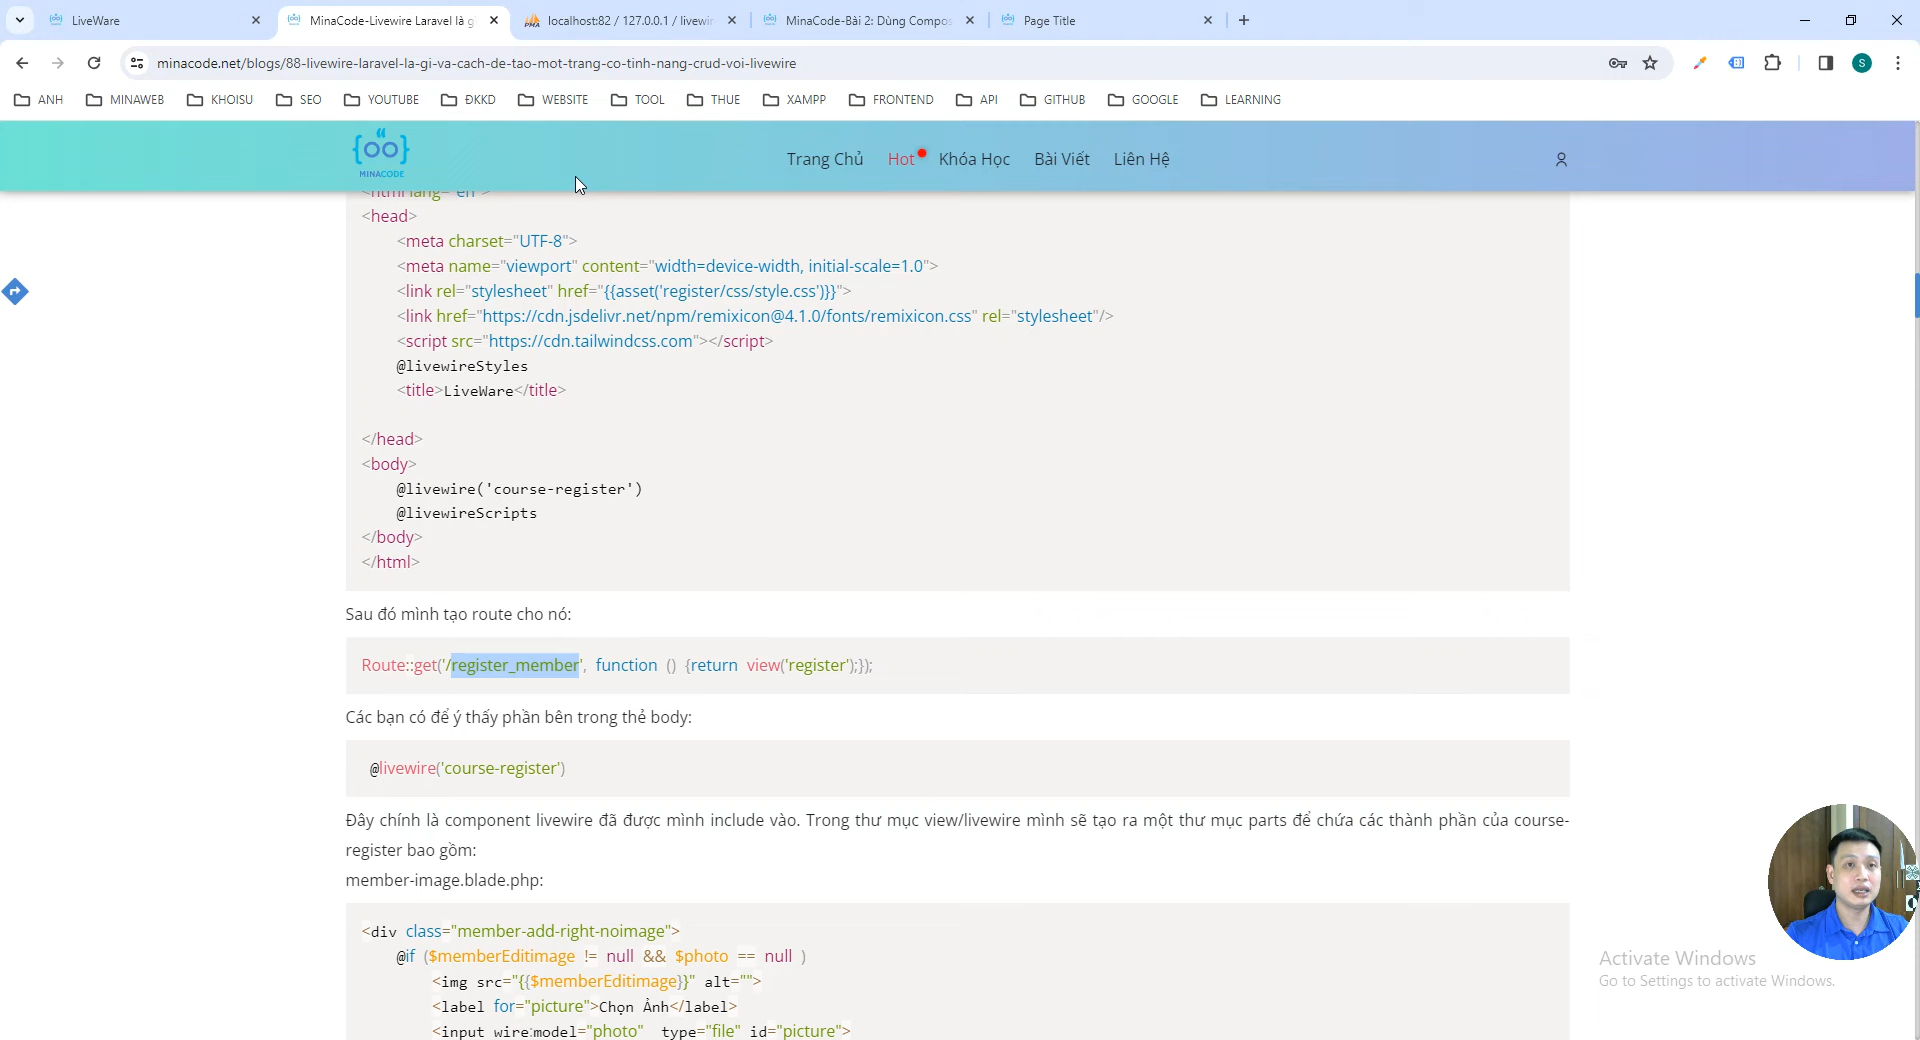 LiveWare
MinaCode-Livewire Laravel là g
localhost:82 / 127.0.0.1 / livewir
MinaCode-Bài 2: Dùng Compos
Page Title
minacode.net/blogs/88-livewire-laravel-la-gi-va-cach-de-tao-mot-trang-co-tinh-nang-crud-voi-livewire
S
ANH MINAWEB KHOISU SEO YOUTUBE ĐKKD WEBSITE TOOL THUE XAMPP FRONTEND API GITHUB GOOGLE LEARNING
MINACODE
Trang Chủ Hot Khóa Học Bài Viết Liên Hệ
<html lang="en">
<head>
<meta charset="UTF-8">
<meta name="viewport" content="width=device-width, initial-scale=1.0">
<link rel="stylesheet" href="{{asset('register/css/style.css')}}">
<link href="https://cdn.jsdelivr.net/npm/remixicon@4.1.0/fonts/remixicon.css" rel="stylesheet"/>
<script src="https://cdn.tailwindcss.com"></script>
@livewireStyles
<title>LiveWare</title>
</head>
<body>
@livewire('course-register')
@livewireScripts
</body>
</html>
Sau đó mình tạo route cho nó:
Route::get('/register_member', function () {return view('register');});
Các bạn có để ý thấy phần bên trong thẻ body:
@livewire('course-register')
Đây chính là component livewire đã được mình include vào. Trong thư mục view/livewire mình sẽ tạo ra một thư mục parts để chứa các thành phần của course-
register bao gồm:
member-image.blade.php:
<div class="member-add-right-noimage">
@if ($memberEditimage != null && $photo == null )
<img src="{{$memberEditimage}}" alt="">
<label for="picture">Chọn Ảnh</label>
<input wire:model="photo" type="file" id="picture">
Activate Windows
Go to Settings to activate Windows.